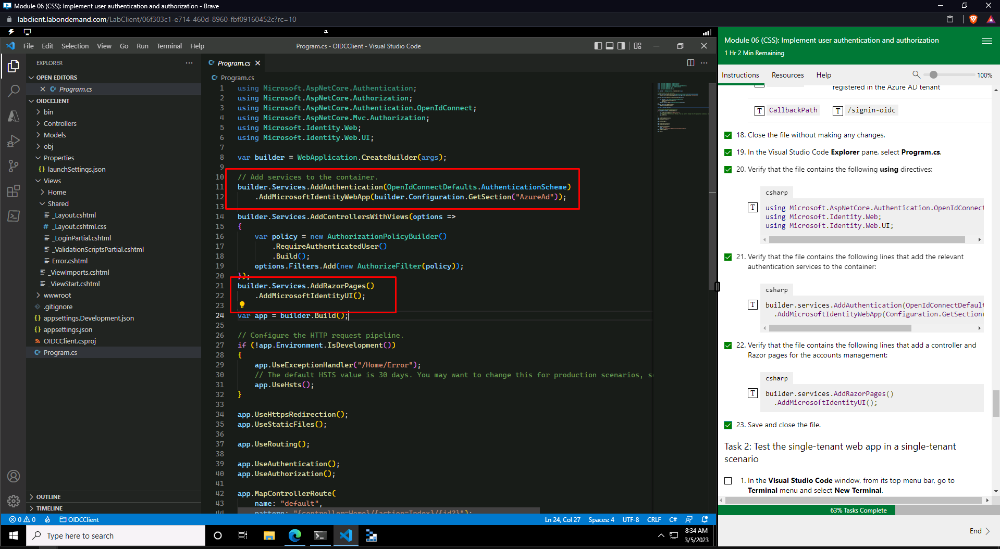 Module 06 (CSS): Implement user authentication and authorization - Brave
labclient.labondemand.com/LabClient/06f303c1-e714-460d-8960-fbf09160452c?rc=10
File Edit Selection View Go Run Terminal Help
Program.cs - OIDCClient - Visual Studio Code
EXPLORER
OPEN EDITORS
Program.cs
OIDCCLIENT
bin
Controllers
Models
obj
Properties
launchSettings.json
Views
Home
Shared
_Layout.cshtml
_Layout.cshtml.css
_LoginPartial.cshtml
_ValidationScriptsPartial.cshtml
Error.cshtml
_ViewImports.cshtml
_ViewStart.cshtml
wwwroot
.gitignore
appsettings.Development.json
appsettings.json
OIDCClient.csproj
Program.cs
OUTLINE
TIMELINE
Program.cs
Program.cs
1 using Microsoft.AspNetCore.Authentication;
2 using Microsoft.AspNetCore.Authorization;
3 using Microsoft.AspNetCore.Authentication.OpenIdConnect;
4 using Microsoft.AspNetCore.Mvc.Authorization;
5 using Microsoft.Identity.Web;
6 using Microsoft.Identity.Web.UI;
7
8 var builder = WebApplication.CreateBuilder(args);
9
10 // Add services to the container.
11 builder.Services.AddAuthentication(OpenIdConnectDefaults.AuthenticationScheme)
12 .AddMicrosoftIdentityWebApp(builder.Configuration.GetSection("AzureAd"));
13
14 builder.Services.AddControllersWithViews(options =>
15 {
16 var policy = new AuthorizationPolicyBuilder()
17 .RequireAuthenticatedUser()
18 .Build();
19 options.Filters.Add(new AuthorizeFilter(policy));
20 });
21 builder.Services.AddRazorPages()
22 .AddMicrosoftIdentityUI();
23
24 var app = builder.Build();
25
26 // Configure the HTTP request pipeline.
27 if (!app.Environment.IsDevelopment())
28 {
29 app.UseExceptionHandler("/Home/Error");
30 // The default HSTS value is 30 days. You may want to change this for production scenarios, s
31 app.UseHsts();
32 }
33
34 app.UseHttpsRedirection();
35 app.UseStaticFiles();
36
37 app.UseRouting();
38
39 app.UseAuthentication();
40 app.UseAuthorization();
41
42 app.MapControllerRoute(
43 name: "default",
44 pattern: "{controller=Home}/{action=Index}/{id?}");
0 0 OIDCClient
Ln 24, Col 27 Spaces: 4 UTF-8 CRLF C#
Type here to search
8:34 AM
3/5/2023
Module 06 (CSS): Implement user authentication and authorization
1 Hr 2 Min Remaining
Instructions Resources Help
100%
registered in the Azure AD tenant
T CallbackPath T /signin-oidc
18. Close the file without making any changes.
19. In the Visual Studio Code Explorer pane, select Program.cs.
20. Verify that the file contains the following using directives:
csharp
T using Microsoft.AspNetCore.Authentication.OpenIdConnect
using Microsoft.Identity.Web;
using Microsoft.Identity.Web.UI;
21. Verify that the file contains the following lines that add the relevant
authentication services to the container:
csharp
T builder.services.AddAuthentication(OpenIdConnectDefault
.AddMicrosoftIdentityWebApp(Configuration.GetSection(
22. Verify that the file contains the following lines that add a controller and
Razor pages for the accounts management:
csharp
T builder.services.AddRazorPages()
.AddMicrosoftIdentityUI();
23. Save and close the file.
Task 2: Test the single-tenant web app in a single-tenant
scenario
1. In the Visual Studio Code window, from its top menu bar, go to
Terminal menu and select New Terminal.
63% Tasks Complete
End